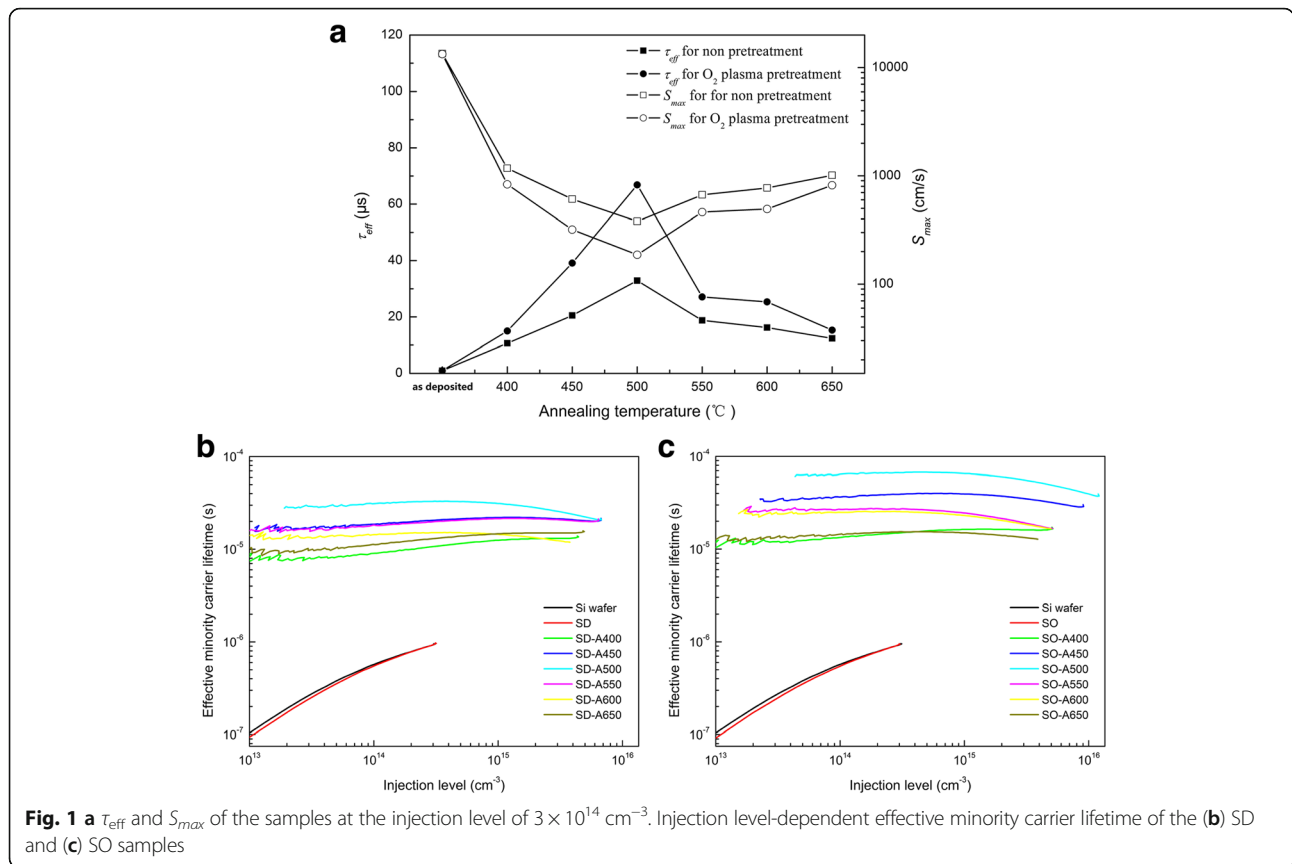 a
120
100
80
60
40
20
0
τeff (μs)
τeff for non pretreatment
τeff for O2 plasma pretreatment
Smax for for non pretreatment
Smax for O2 plasma pretreatment
10000
1000
100
Smax (cm/s)
as deposited 400 450 500 550 600 650
Annealing temperature (℃)
b
10-4
10-5
10-6
10-7
Effective minority carrier lifetime (s)
Si wafer
SD
SD-A400
SD-A450
SD-A500
SD-A550
SD-A600
SD-A650
1013 1014 1015 1016
Injection level (cm-3)
c
10-4
10-5
10-6
10-7
Effective minority carrier lifetime (s)
Si wafer
SO
SO-A400
SO-A450
SO-A500
SO-A550
SO-A600
SO-A650
1013 1014 1015 1016
Injection level (cm-3)
Fig. 1 a τeff and Smax of the samples at the injection level of 3 × 1014 cm−3. Injection level-dependent effective minority carrier lifetime of the (b) SD
and (c) SO samples